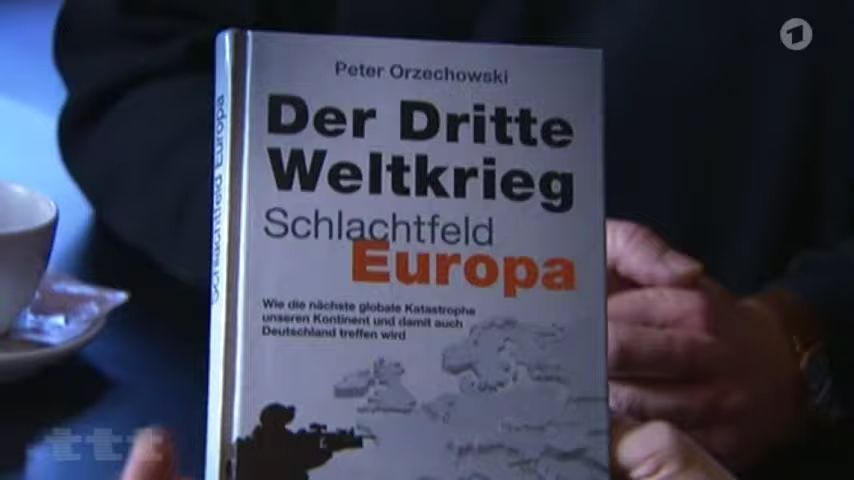 1
Peter Orzechowski
Der Dritte
Weltkrieg
Schlachtfeld
Europa
Wie die nächste globale Katastrophe
unseren Kontinent und damit auch
Deutschland treffen wird
Schlachtfeld Europa
ttt